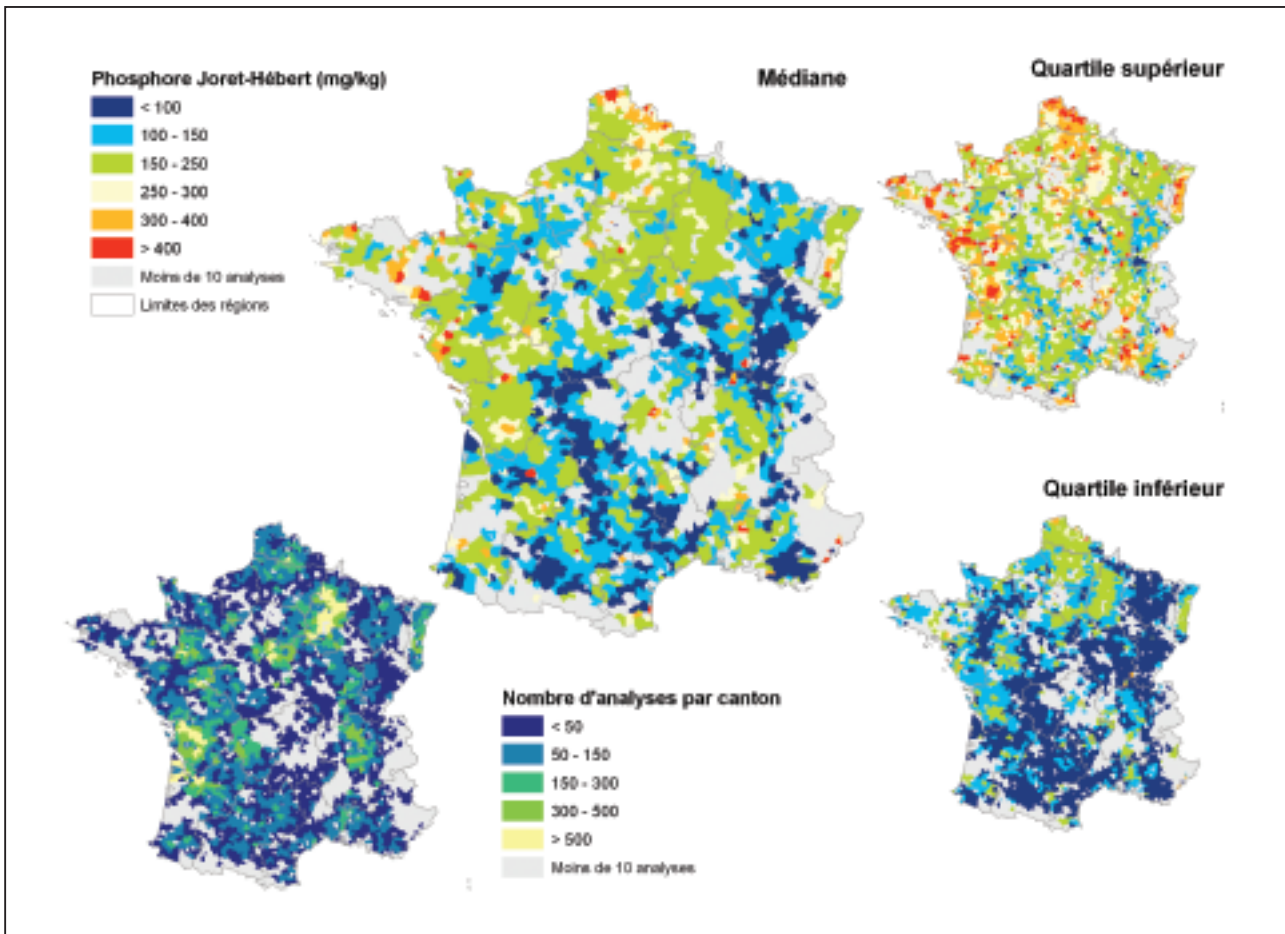 Phosphore Joret-Hébert (mg/kg)
< 100
100 - 150
150 - 250
250 - 300
300 - 400
> 400
Moins de 10 analyses
Limites des régions
Médiane
Quartile supérieur
Quartile inférieur
Nombre d'analyses par canton
< 50
50 - 150
150 - 300
300 - 500
> 500
Moins de 10 analyses